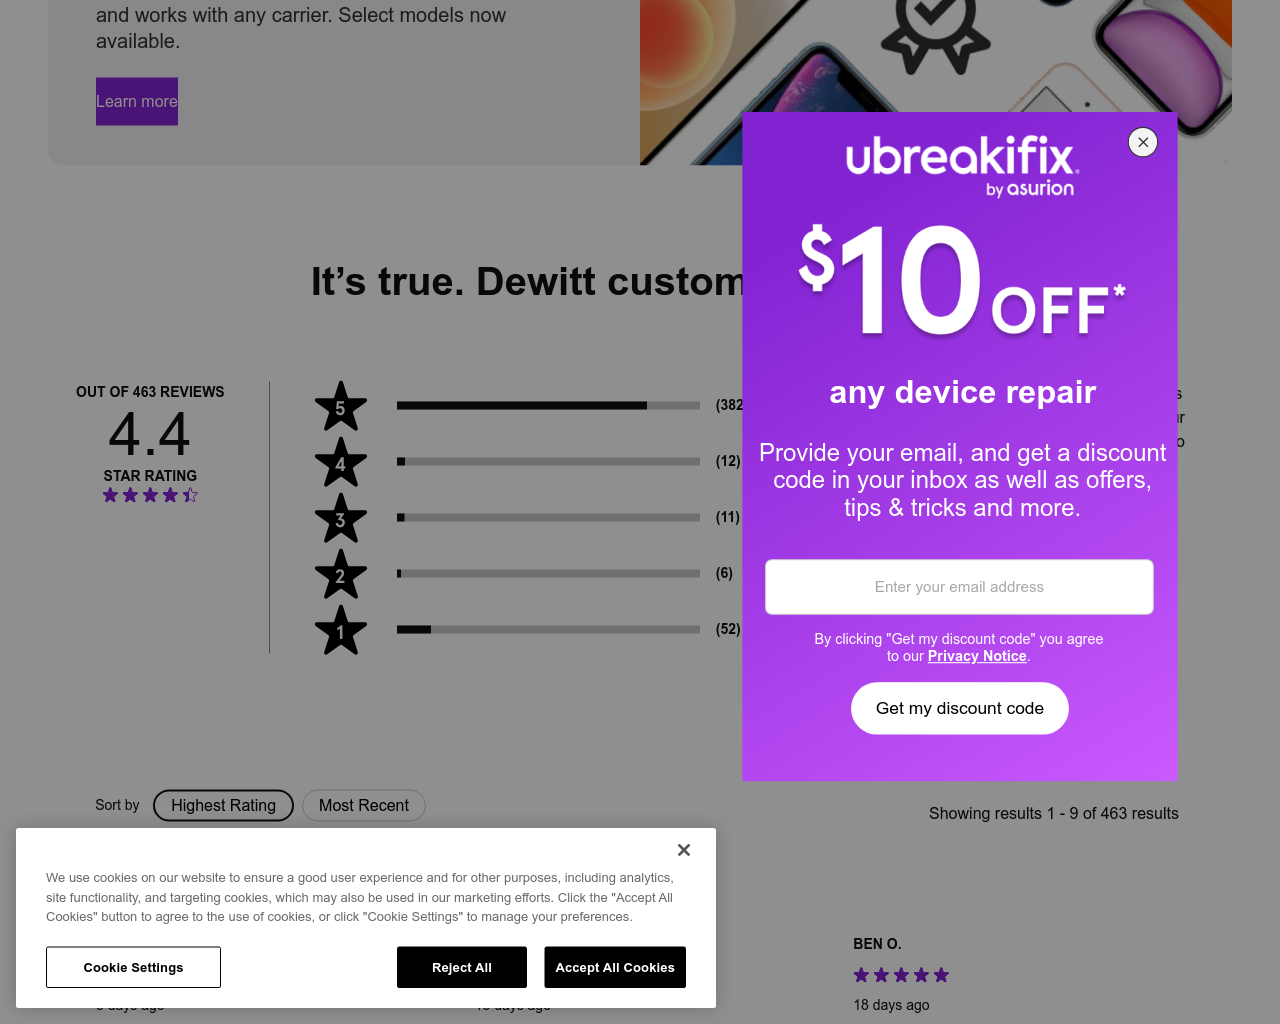 and works with any carrier. Select models now
available.
Learn more
ubreakifix
by asurion
$10 OFF*
any device repair
Provide your email, and get a discount
code in your inbox as well as offers,
tips & tricks and more.
Enter your email address
By clicking "Get my discount code" you agree
to our Privacy Notice.
Get my discount code
It’s true. Dewitt custom
OUT OF 463 REVIEWS
4.4
STAR RATING
5 (382
4 (12)
3 (11)
2 (6)
1 (52)
Sort by Highest Rating Most Recent
Showing results 1 - 9 of 463 results
We use cookies on our website to ensure a good user experience and for other purposes, including analytics,
site functionality, and targeting cookies, which may also be used in our marketing efforts. Click the "Accept All
Cookies" button to agree to the use of cookies, or click "Cookie Settings" to manage your preferences.
Cookie Settings Reject All Accept All Cookies
BEN O.
18 days ago